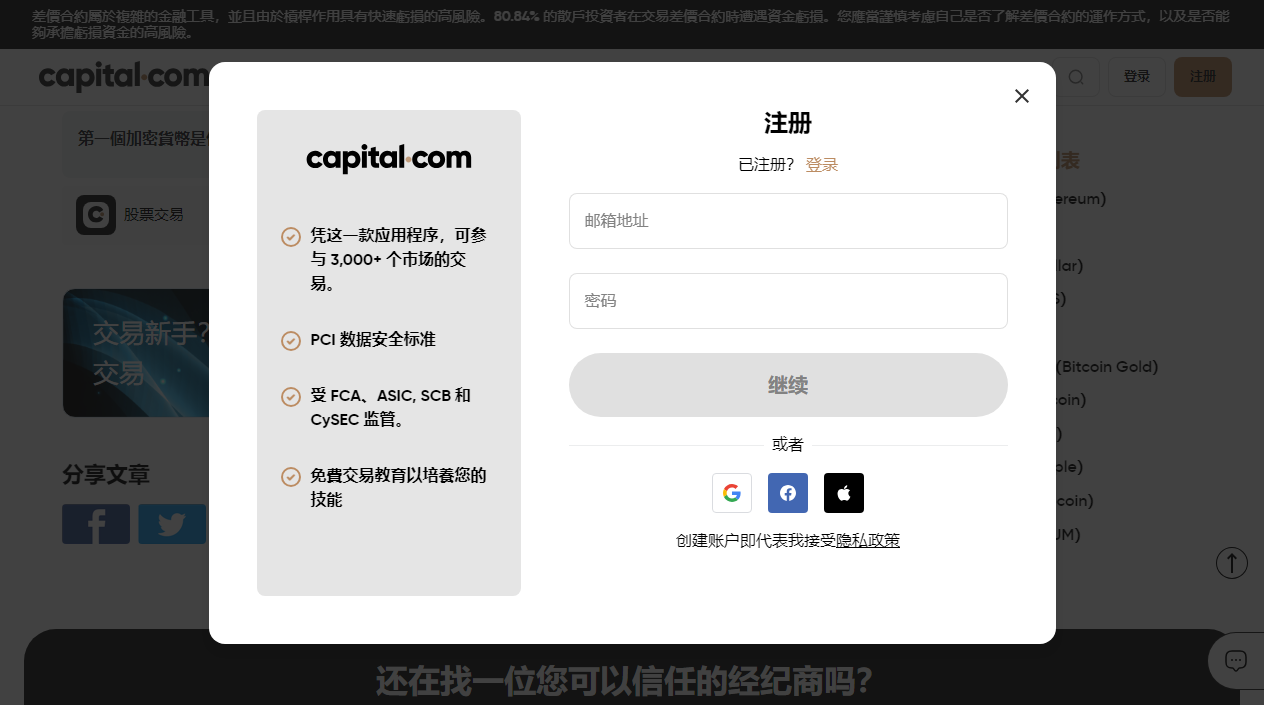 差價合約屬於複雜的金融工具，並且由於槓桿作用具有快速虧損的高風險。80.84% 的散戶投資者在交易差價合約時遭遇資金虧損。您應當謹慎考慮自己是否了解差價合約的運作方式，以及是否能
夠承擔虧損資金的高風險。
capital.com
登录
注册
第一個加密貨幣是
股票交易
交易新手?
交易
分享文章
capital.com
凭这一款应用程序，可参
与 3,000+ 个市场的交
易。
PCI 数据安全标准
受 FCA、ASIC, SCB 和
CySEC 监管。
免費交易教育以培養您的
技能
注册
已注册？ 登录
邮箱地址
密码
继续
或者
创建账户即代表我接受隐私政策
表
ereum)
lar)
(Bitcoin Gold)
oin)
ole)
coin)
UM)
还在找一位您可以信任的经纪商吗?